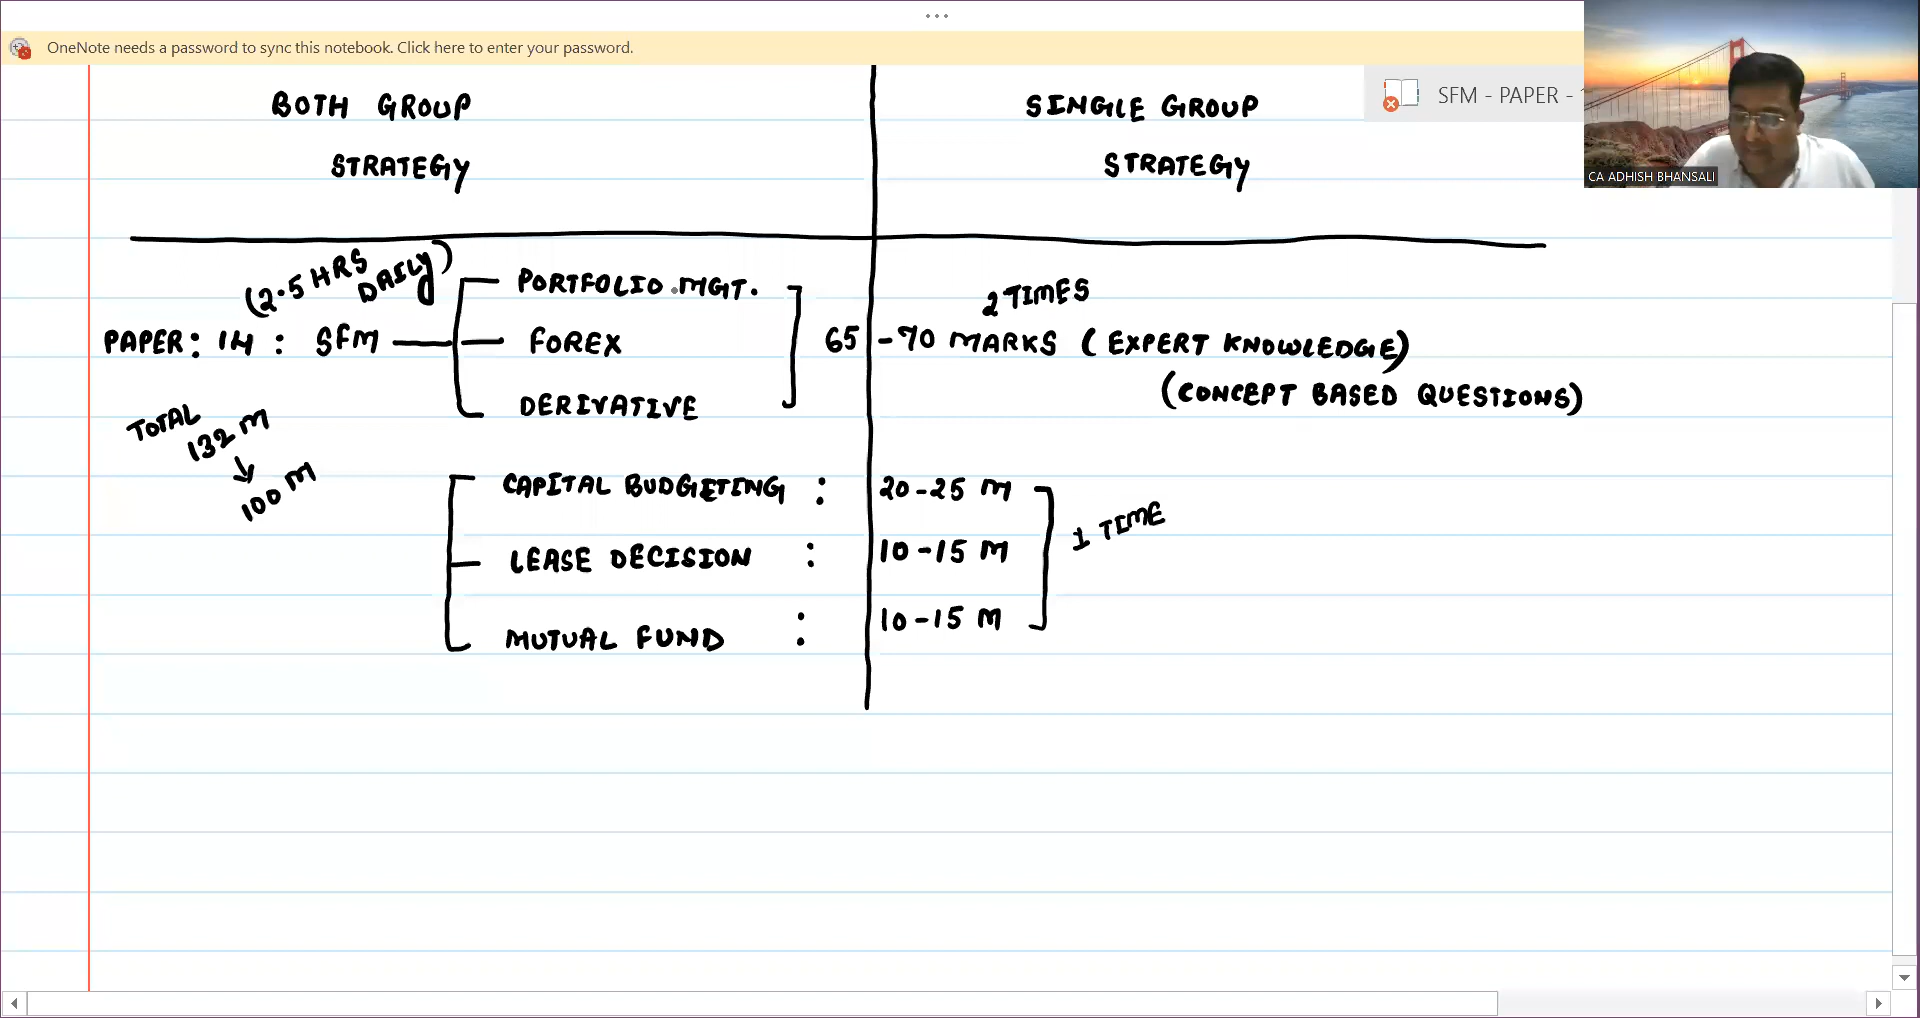 OneNote needs a password to sync this notebook. Click here to enter your password.
BOTH GROUP
STRATEGY
SINGLE GROUP
STRATEGY
SFM - PAPER -
CA ADHISH BHANSALI
(2.5 HRS
DAILY)
PAPER: 14 : SFM
PORTFOLIO.MGT.
FOREX
DERIVATIVE
2 TIMES
65 -70 MARKS (EXPERT KNOWLEDGE)
(CONCEPT BASED QUESTIONS)
TOTAL
132 M
↓
100 M
CAPITAL BUDGETING : 20-25 M
LEASE DECISION : 10-15 M
MUTUAL FUND : 10-15 M
1 TIME